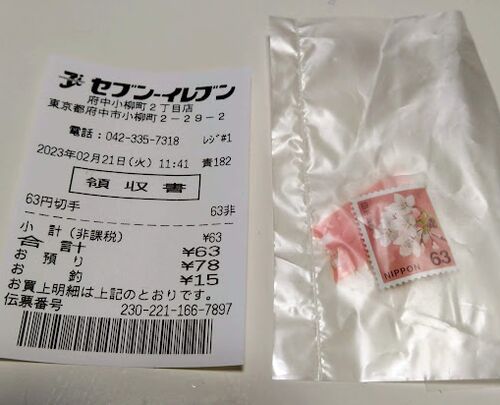 セブン-イレブン
府中小柳町2丁目店
東京都府中市小柳町2-29-2
電話:042-335-7318 レジ#1
2023年02月21日(火) 11:41 責182
領収書
63円切手 63非
小計(非課税) ¥63
合計 ¥63
お預り ¥78
お釣 ¥15
お買上明細は上記のとおりです。
伝票番号 230-221-166-7897
NIPPON 63